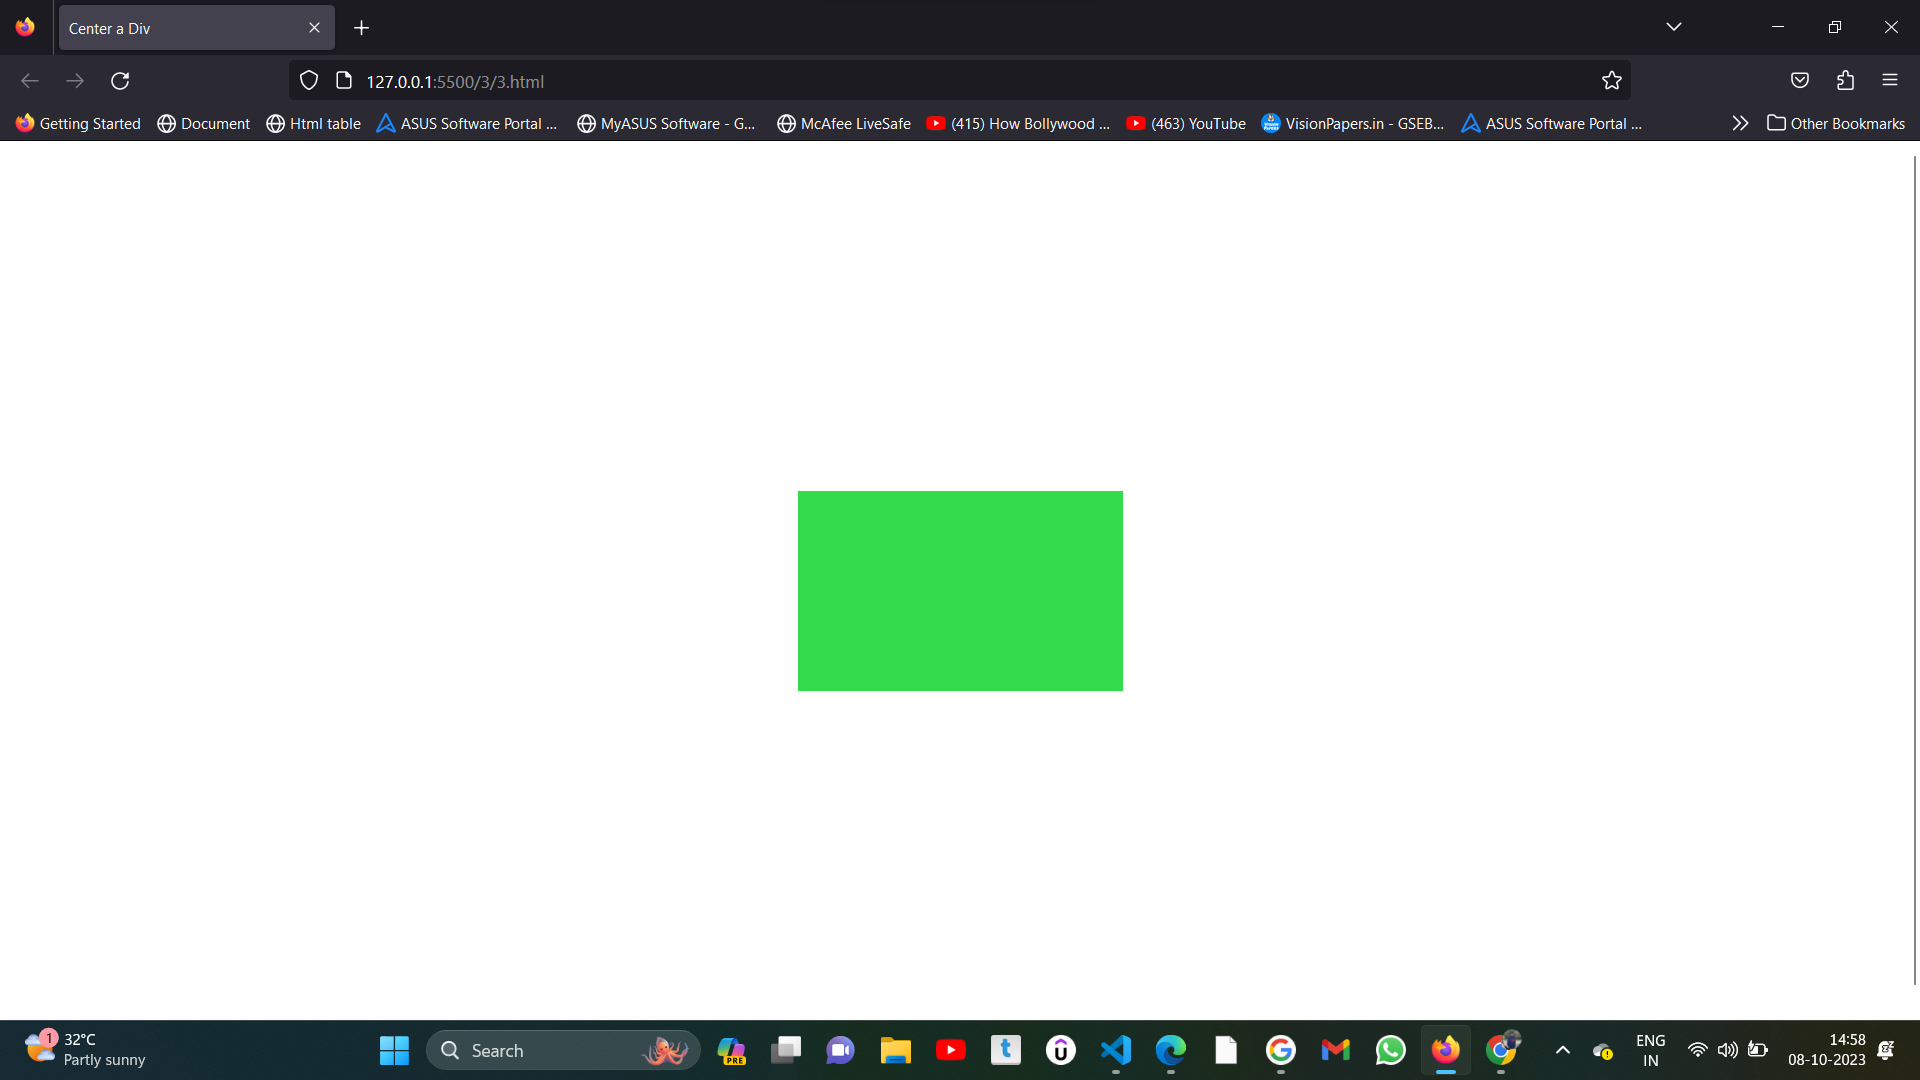 Center a Div
127.0.0.1:5500/3/3.html
Getting Started Document Html table ASUS Software Portal ... MyASUS Software - G... McAfee LiveSafe (415) How Bollywood ... (463) YouTube VisionPapers.in - GSEB... ASUS Software Portal ... Other Bookmarks
1 32°C
Partly sunny
Search
PRE
ENG
IN
14:58
08-10-2023